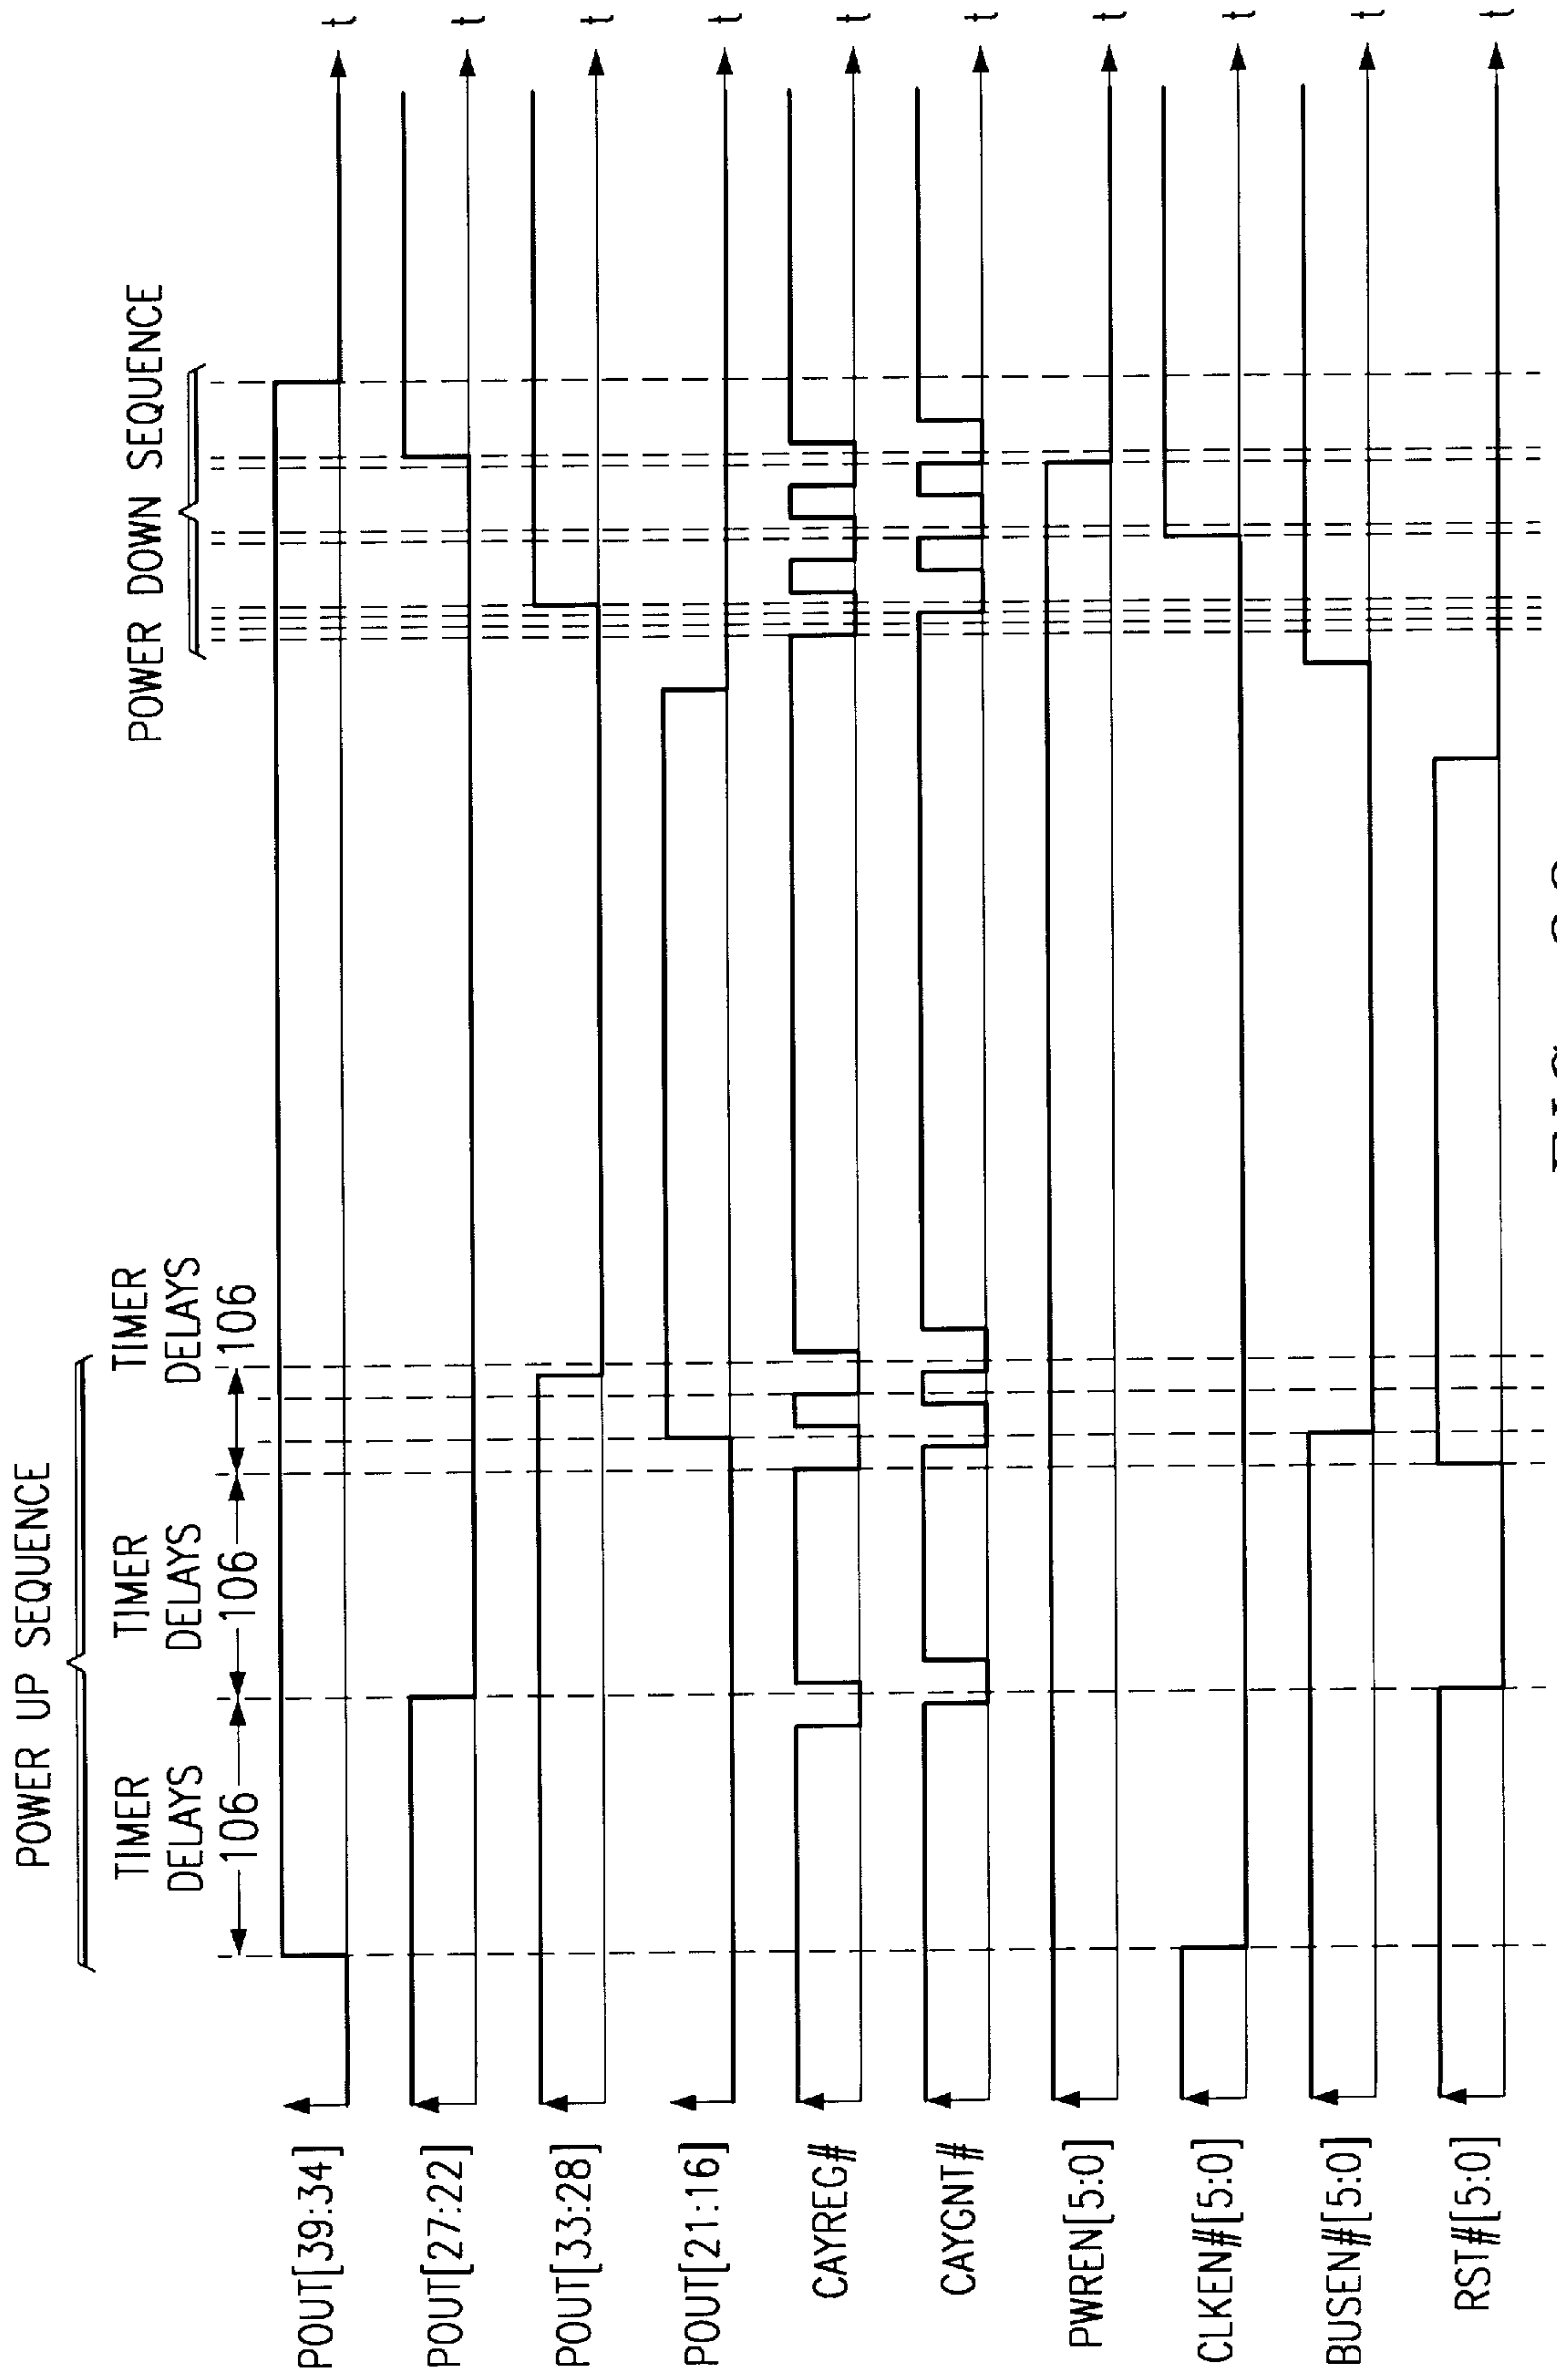 POWER UP SEQUENCE
TIMER
DELAYS
106
TIMER
DELAYS
106
TIMER
DELAYS
106
POWER DOWN SEQUENCE
POUT[39:34]
t
POUT[27:22]
t
POUT[33:28]
t
POUT[21:16]
t
CAYREG#
t
CAYGNT#
t
PWREN[5:0]
t
CLKEN#[5:0]
t
BUSEN#[5:0]
t
RST#[5:0]
t